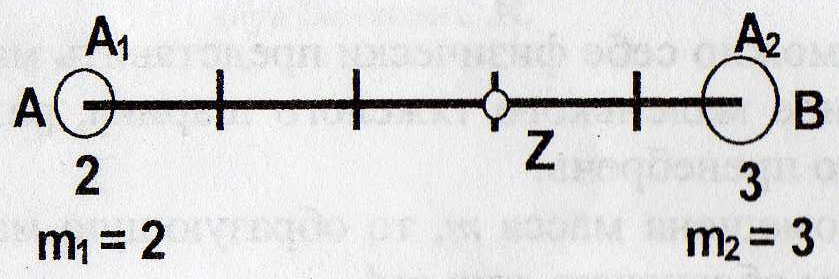 A₁ A₂
A Z B
2 3
m₁ = 2 m₂ = 3